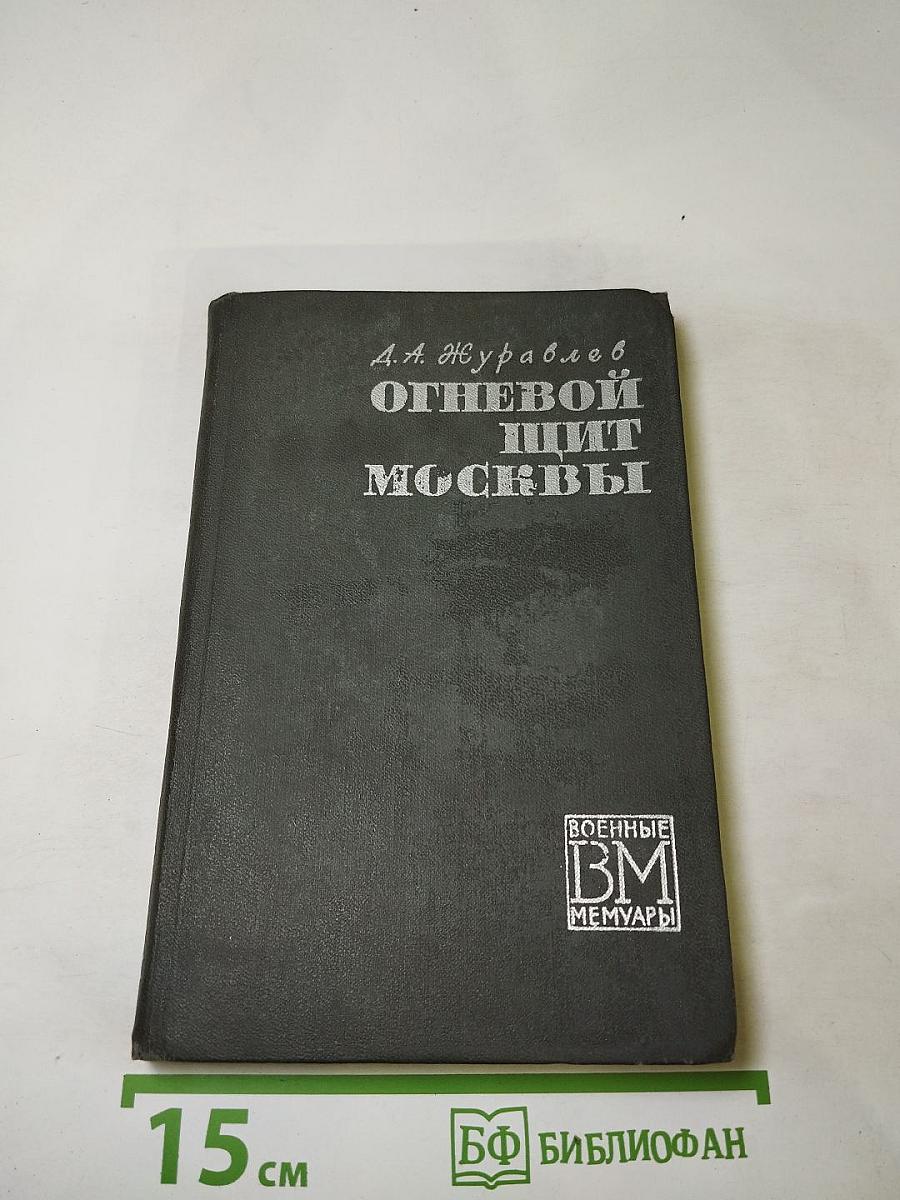 Д. А. Журавлев
ОГНЕВОЙ
ЩИТ
МОСКВЫ
ВОЕННЫЕ
ВМ
МЕМУАРЫ
15 см
БФ БИБЛИОФАН